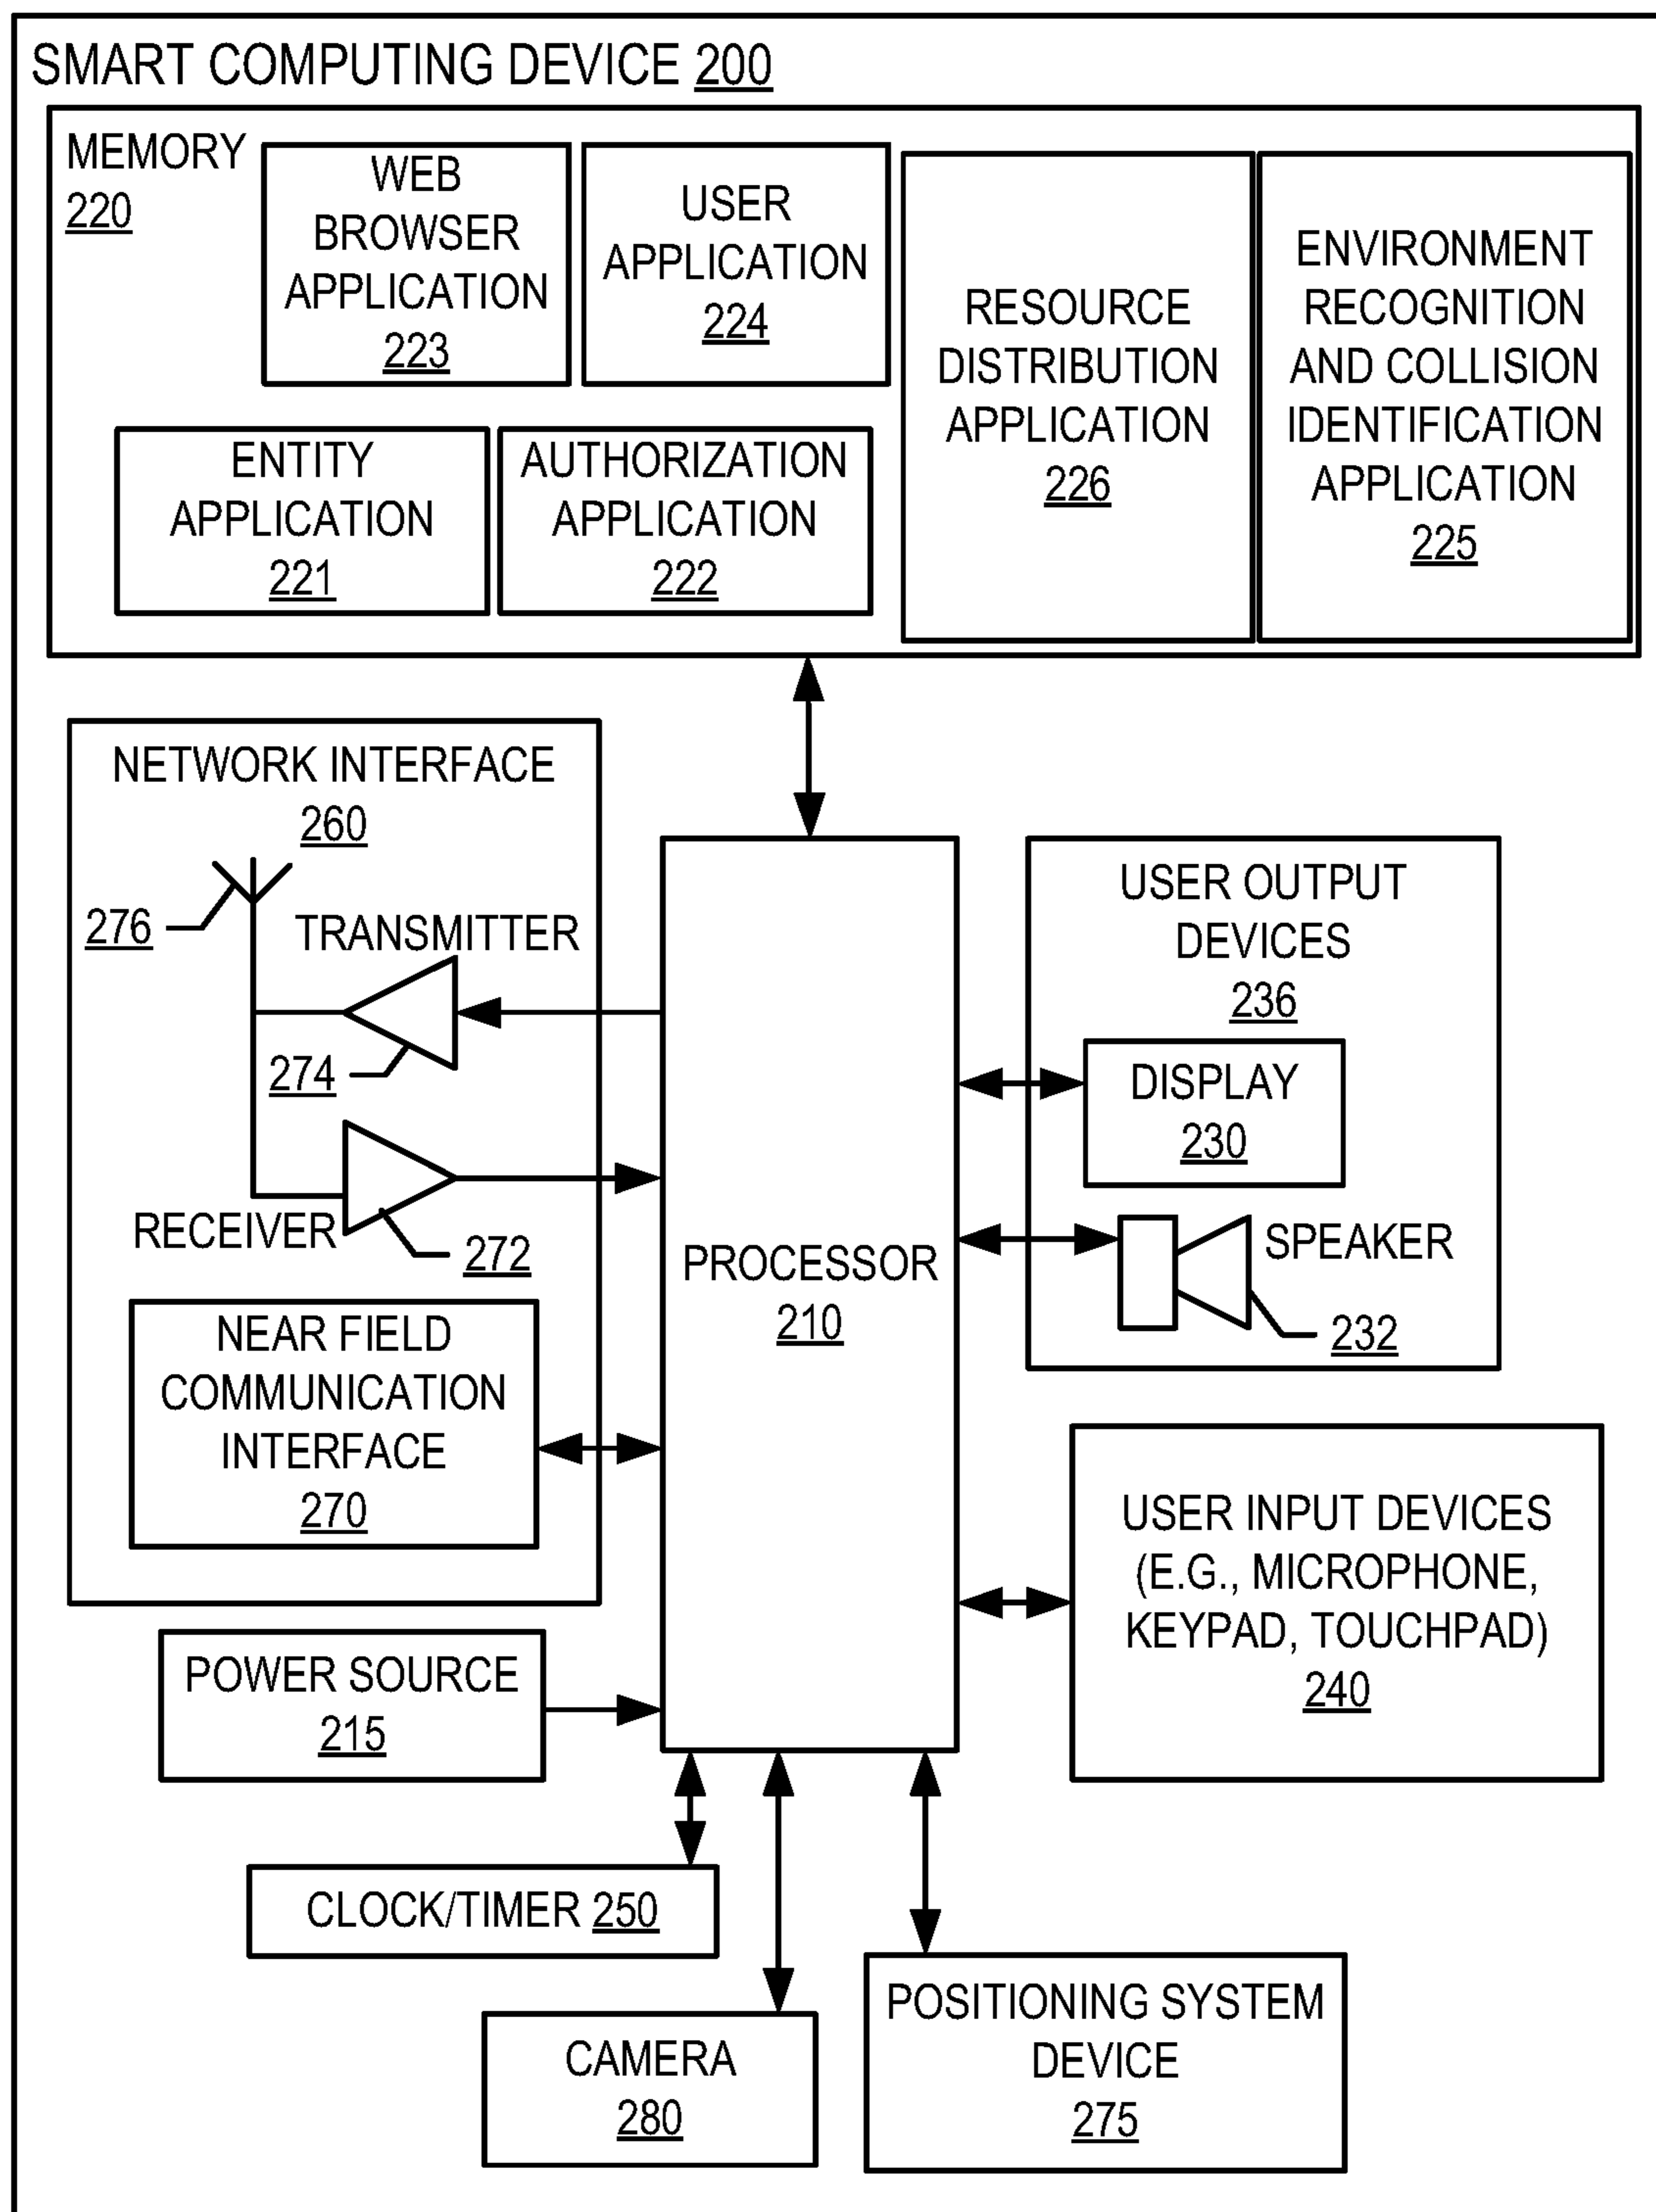 SMART COMPUTING DEVICE 200
MEMORY
220
WEB
BROWSER
APPLICATION
223
USER
APPLICATION
224
ENTITY
APPLICATION
221
AUTHORIZATION
APPLICATION
222
RESOURCE
DISTRIBUTION
APPLICATION
226
ENVIRONMENT
RECOGNITION
AND COLLISION
IDENTIFICATION
APPLICATION
225
NETWORK INTERFACE
260
276
TRANSMITTER
274
RECEIVER
272
NEAR FIELD
COMMUNICATION
INTERFACE
270
PROCESSOR
210
USER OUTPUT
DEVICES
236
DISPLAY
230
SPEAKER
232
USER INPUT DEVICES
(E.G., MICROPHONE,
KEYPAD, TOUCHPAD)
240
POWER SOURCE
215
CLOCK/TIMER 250
CAMERA
280
POSITIONING SYSTEM
DEVICE
275